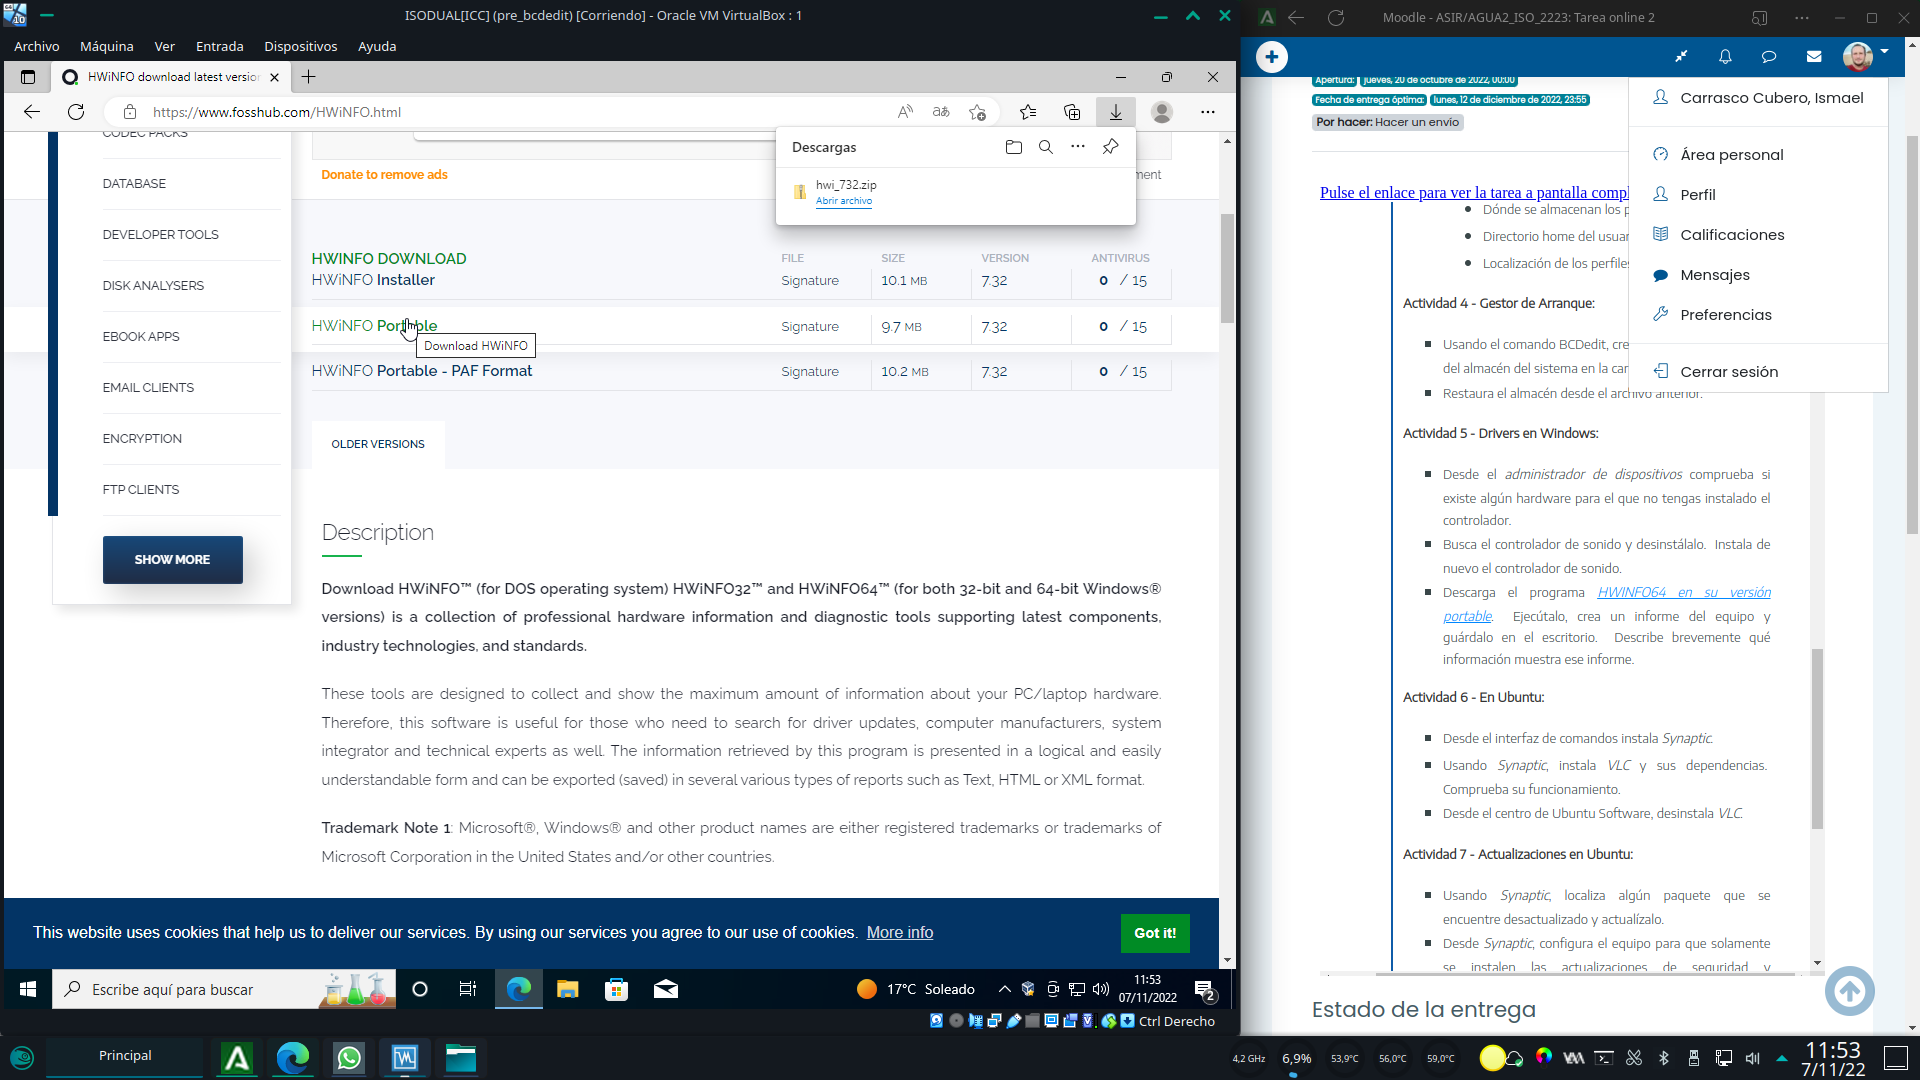 ISODUAL[ICC] (pre_bcdedit) [Corriendo] - Oracle VM VirtualBox : 1
Archivo Máquina Ver Entrada Dispositivos Ayuda
HWiNFO download latest versio
https://www.fosshub.com/HWiNFO.html
Descargas
hwi_732.zip
Abrir archivo
CODEC PACKS
DATABASE
DEVELOPER TOOLS
DISK ANALYSERS
EBOOK APPS
EMAIL CLIENTS
ENCRYPTION
FTP CLIENTS
SHOW MORE
Donate to remove ads
ment
HWINFO DOWNLOAD FILE SIZE VERSION ANTIVIRUS
HWiNFO Installer Signature 10.1 MB 7.32 0 / 15
HWiNFO Portable Signature 9.7 MB 7.32 0 / 15
Download HWiNFO
HWiNFO Portable - PAF Format Signature 10.2 MB 7.32 0 / 15
OLDER VERSIONS
Description
Download HWiNFO™ (for DOS operating system) HWiNFO32™ and HWiNFO64™ (for both 32-bit and 64-bit Windows®
versions) is a collection of professional hardware information and diagnostic tools supporting latest components,
industry technologies, and standards.
These tools are designed to collect and show the maximum amount of information about your PC/laptop hardware.
Therefore, this software is useful for those who need to search for driver updates, computer manufacturers, system
integrator and technical experts as well. The information retrieved by this program is presented in a logical and easily
understandable form and can be exported (saved) in several various types of reports such as Text, HTML or XML format.
Trademark Note 1: Microsoft®, Windows® and other product names are either registered trademarks or trademarks of
Microsoft Corporation in the United States and/or other countries.
This website uses cookies that help us to deliver our services. By using our services you agree to our use of cookies. More info
Got it!
Escribe aquí para buscar
17°C Soleado
11:53
07/11/2022
2
Ctrl Derecho
Moodle - ASIR/AGUA2_ISO_2223: Tarea online 2
Apertura: jueves, 20 de octubre de 2022, 00:00
Fecha de entrega óptima: lunes, 12 de diciembre de 2022, 23:55
Por hacer: Hacer un envío
Carrasco Cubero, Ismael
Área personal
Perfil
Calificaciones
Mensajes
Preferencias
Cerrar sesión
Pulse el enlace para ver la tarea a pantalla compl
Dónde se almacenan los p
Directorio home del usuar
Localización de los perfiles
Actividad 4 - Gestor de Arranque:
Usando el comando BCDedit, cre
del almacén del sistema en la car
Restaura el almacén desde el archivo anterior.
Actividad 5 - Drivers en Windows:
Desde el administrador de dispositivos comprueba si
existe algún hardware para el que no tengas instalado el
controlador.
Busca el controlador de sonido y desinstálalo. Instala de
nuevo el controlador de sonido.
Descarga el programa HWINFO64 en su versión
portable. Ejecútalo, crea un informe del equipo y
guárdalo en el escritorio. Describe brevemente qué
información muestra ese informe.
Actividad 6 - En Ubuntu:
Desde el interfaz de comandos instala Synaptic.
Usando Synaptic, instala VLC y sus dependencias.
Comprueba su funcionamiento.
Desde el centro de Ubuntu Software, desinstala VLC.
Actividad 7 - Actualizaciones en Ubuntu:
Usando Synaptic, localiza algún paquete que se
encuentre desactualizado y actualízalo.
Desde Synaptic, configura el equipo para que solamente
se instalen las actualizaciones de seguridad y
Estado de la entrega
Principal
4,2 GHz 6,9% 53,9°C 56,0°C 59,0°C
11:53
7/11/22